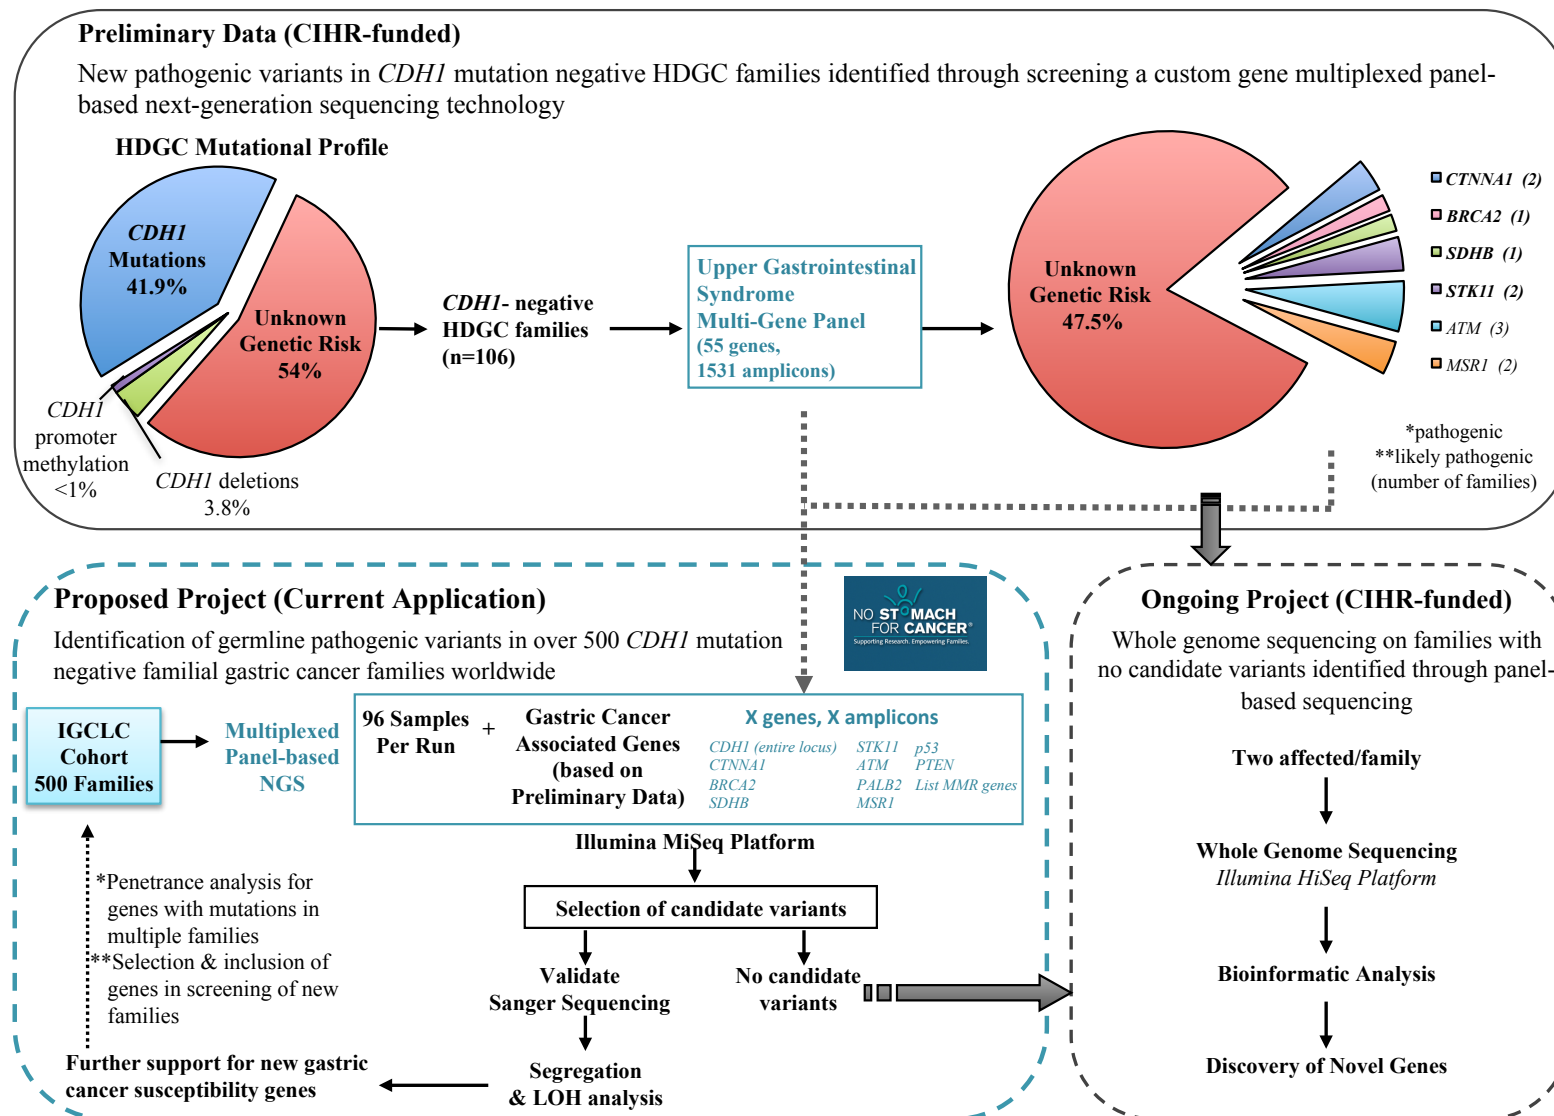 Preliminary Data (CIHR-funded)
New pathogenic variants in CDH1 mutation negative HDGC families identified through screening a custom gene multiplexed panel-
based next-generation sequencing technology
HDGC Mutational Profile
CDH1
Mutations
41.9%
Unknown
Genetic Risk
54%
CDH1
promoter
methylation
<1%
CDH1 deletions
3.8%
CDH1- negative
HDGC families
(n=106)
Upper Gastrointestinal
Syndrome
Multi-Gene Panel
(55 genes,
1531 amplicons)
Unknown
Genetic Risk
47.5%
CTNNA1 (2)
BRCA2 (1)
SDHB (1)
STK11 (2)
ATM (3)
MSR1 (2)
*pathogenic
**likely pathogenic
(number of families)
Proposed Project (Current Application)
Identification of germline pathogenic variants in over 500 CDH1 mutation
negative familial gastric cancer families worldwide
NO STOMACH
FOR CANCER®
Supporting Research. Empowering Families.
IGCLC
Cohort
500 Families
Multiplexed
Panel-based
NGS
96 Samples
Per Run
+
Gastric Cancer
Associated Genes
(based on
Preliminary Data)
X genes, X amplicons
CDH1 (entire locus)
CTNNA1
BRCA2
SDHB
STK11
ATM
PALB2
MSR1
p53
PTEN
List MMR genes
Illumina MiSeq Platform
Selection of candidate variants
Validate
Sanger Sequencing
No candidate
variants
Segregation
& LOH analysis
Further support for new gastric
cancer susceptibility genes
*Penetrance analysis for
genes with mutations in
multiple families
**Selection & inclusion of
genes in screening of new
families
Ongoing Project (CIHR-funded)
Whole genome sequencing on families with
no candidate variants identified through panel-
based sequencing
Two affected/family
Whole Genome Sequencing
Illumina HiSeq Platform
Bioinformatic Analysis
Discovery of Novel Genes